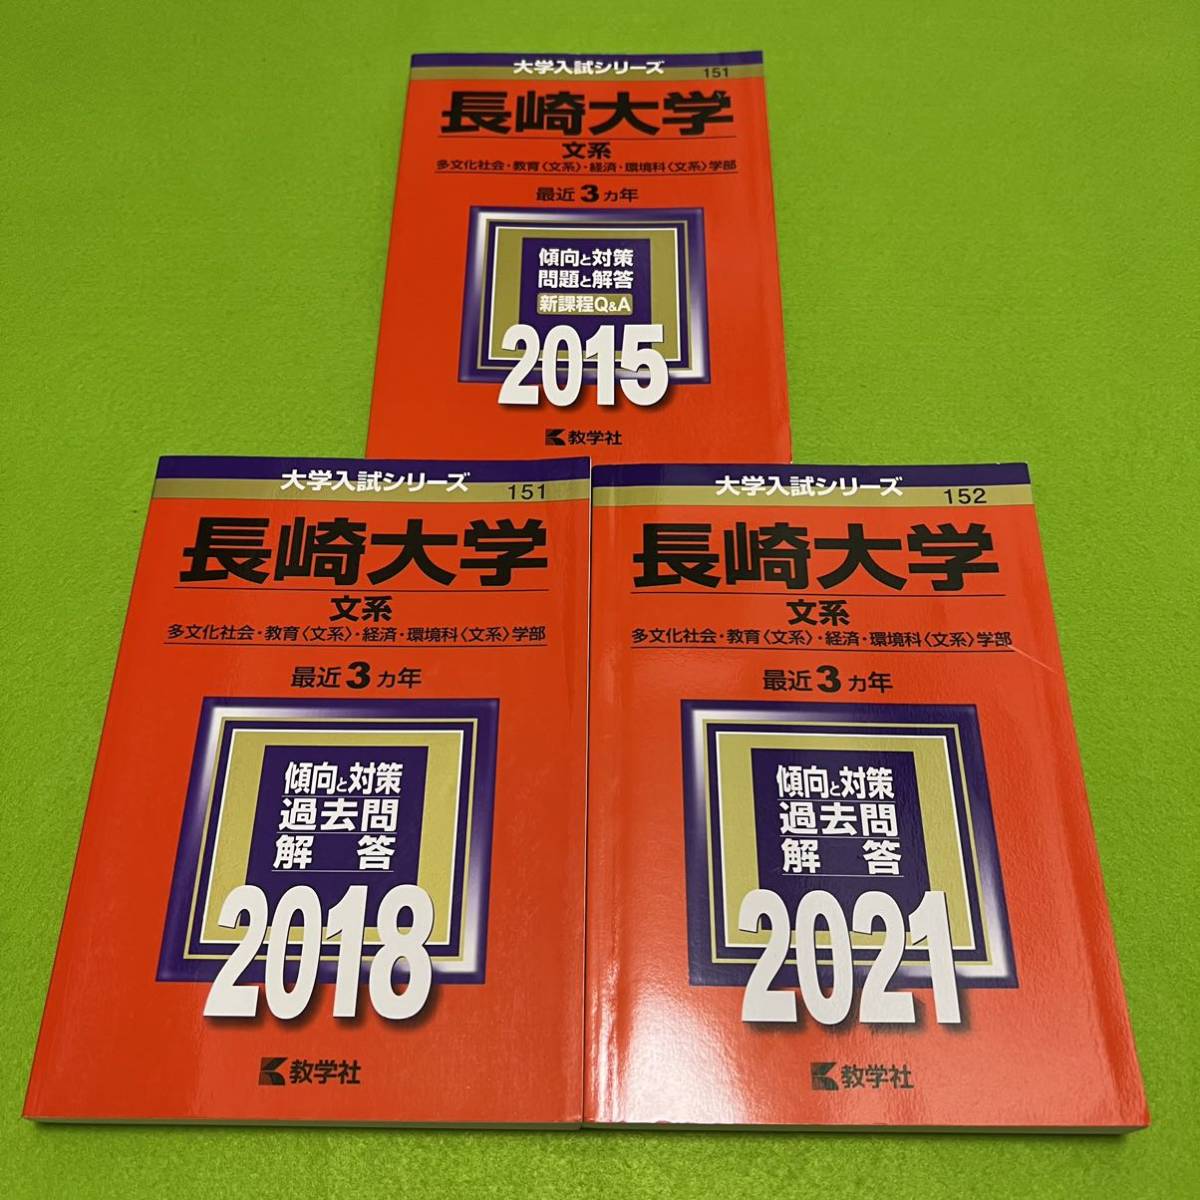 大学入試シリーズ
151
長崎大学
文系
多文化社会・教育〈文系〉・経済・環境科〈文系〉学部
最近3カ年
傾向と対策
問題と解答
新課程Q&A
2015
教学社
大学入試シリーズ
151
長崎大学
文系
多文化社会・教育〈文系〉・経済・環境科〈文系〉学部
最近3カ年
傾向と対策
過去問
解答
2018
教学社
大学入試シリーズ
152
長崎大学
文系
多文化社会・教育〈文系〉・経済・環境科〈文系〉学部
最近3カ年
傾向と対策
過去問
解答
2021
教学社